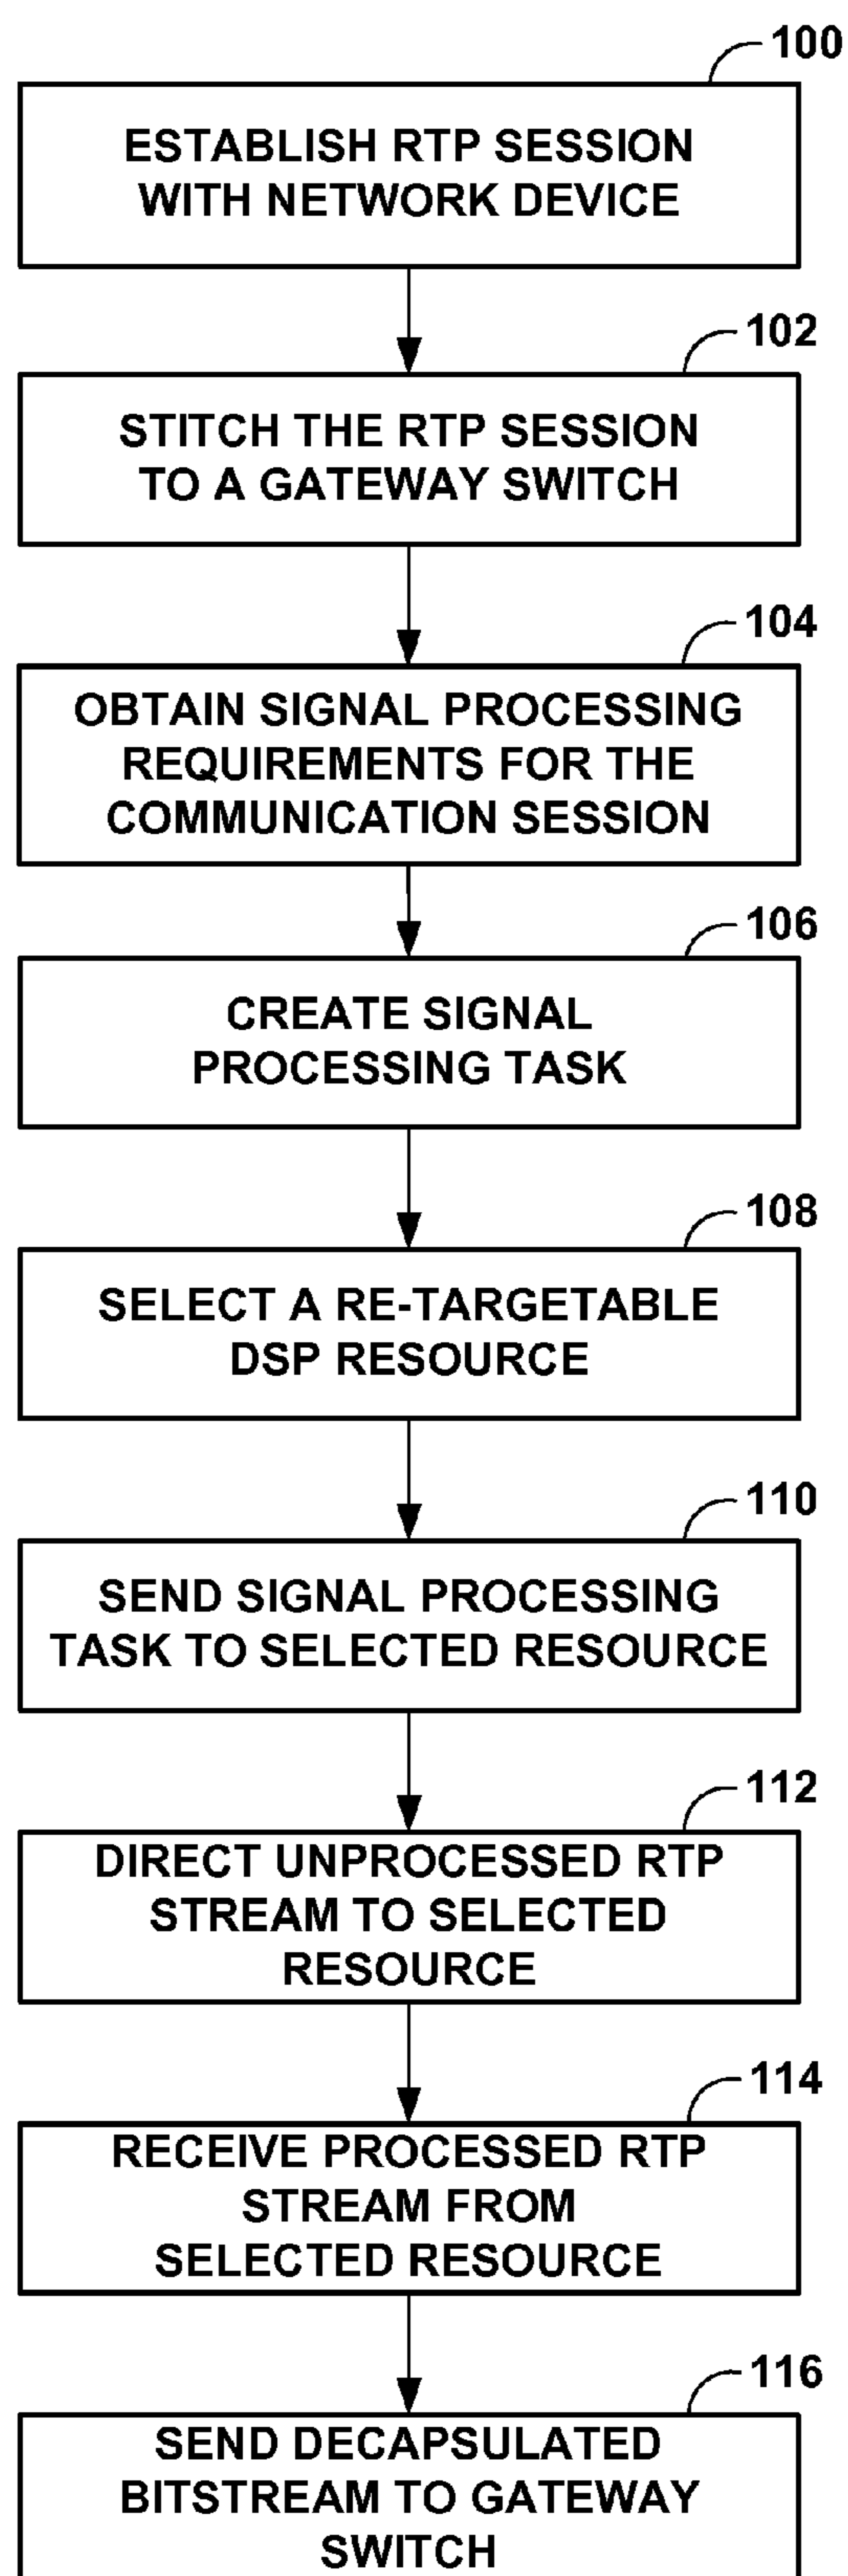 100
ESTABLISH RTP SESSION
WITH NETWORK DEVICE
102
STITCH THE RTP SESSION
TO A GATEWAY SWITCH
104
OBTAIN SIGNAL PROCESSING
REQUIREMENTS FOR THE
COMMUNICATION SESSION
106
CREATE SIGNAL
PROCESSING TASK
108
SELECT A RE-TARGETABLE
DSP RESOURCE
110
SEND SIGNAL PROCESSING
TASK TO SELECTED RESOURCE
112
DIRECT UNPROCESSED RTP
STREAM TO SELECTED
RESOURCE
114
RECEIVE PROCESSED RTP
STREAM FROM
SELECTED RESOURCE
116
SEND DECAPSULATED
BITSTREAM TO GATEWAY
SWITCH